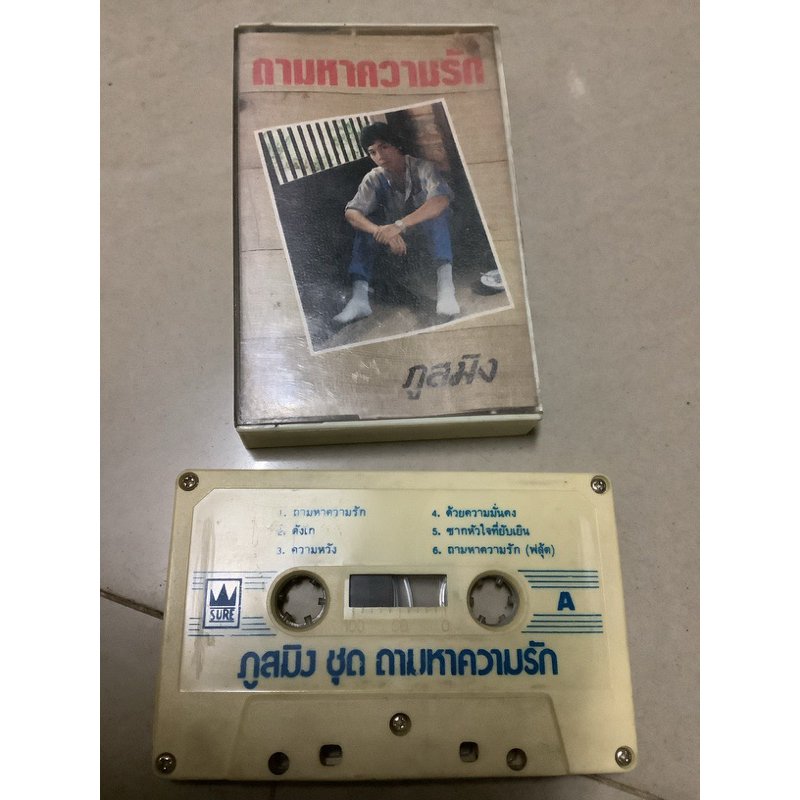 ถามหาความรัก
ภูสมิง
1. ถามหาความรัก
2. ดังเก
3. ความหวัง
4. ด้วยความมั่นคง
5. ซากหัวใจที่ยับเยิน
6. ถามหาความรัก (ฟลุ้ต)
SURE
A
ภูสมิง ชุด ถามหาความรัก